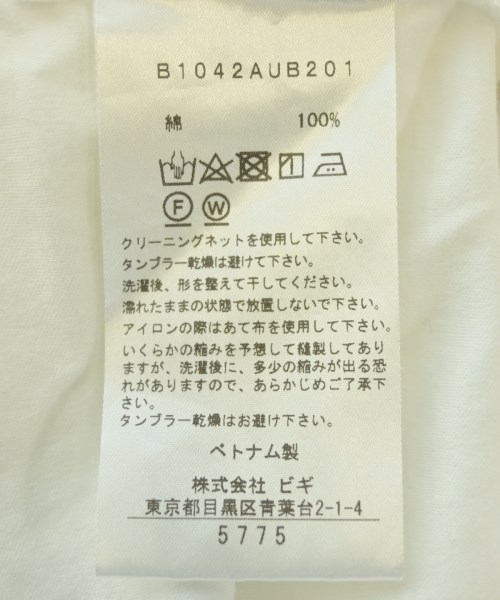 B1042AUB201
綿 100%
F W
クリーニングネットを使用して下さい。
タンブラー乾燥は避けて下さい。
洗濯後、形を整えて干してください。
濡れたままの状態で放置しないで下さい。
アイロンの際はあて布を使用して下さい。
いくらかの縮みを予想して縫製してあり
ますが、洗濯後に、多少の縮みが出る恐
れがありますので、あらかじめご了承下
さい。
タンブラー乾燥はお避け下さい。
ベトナム製
株式会社 ビギ
東京都目黒区青葉台2-1-4
5775